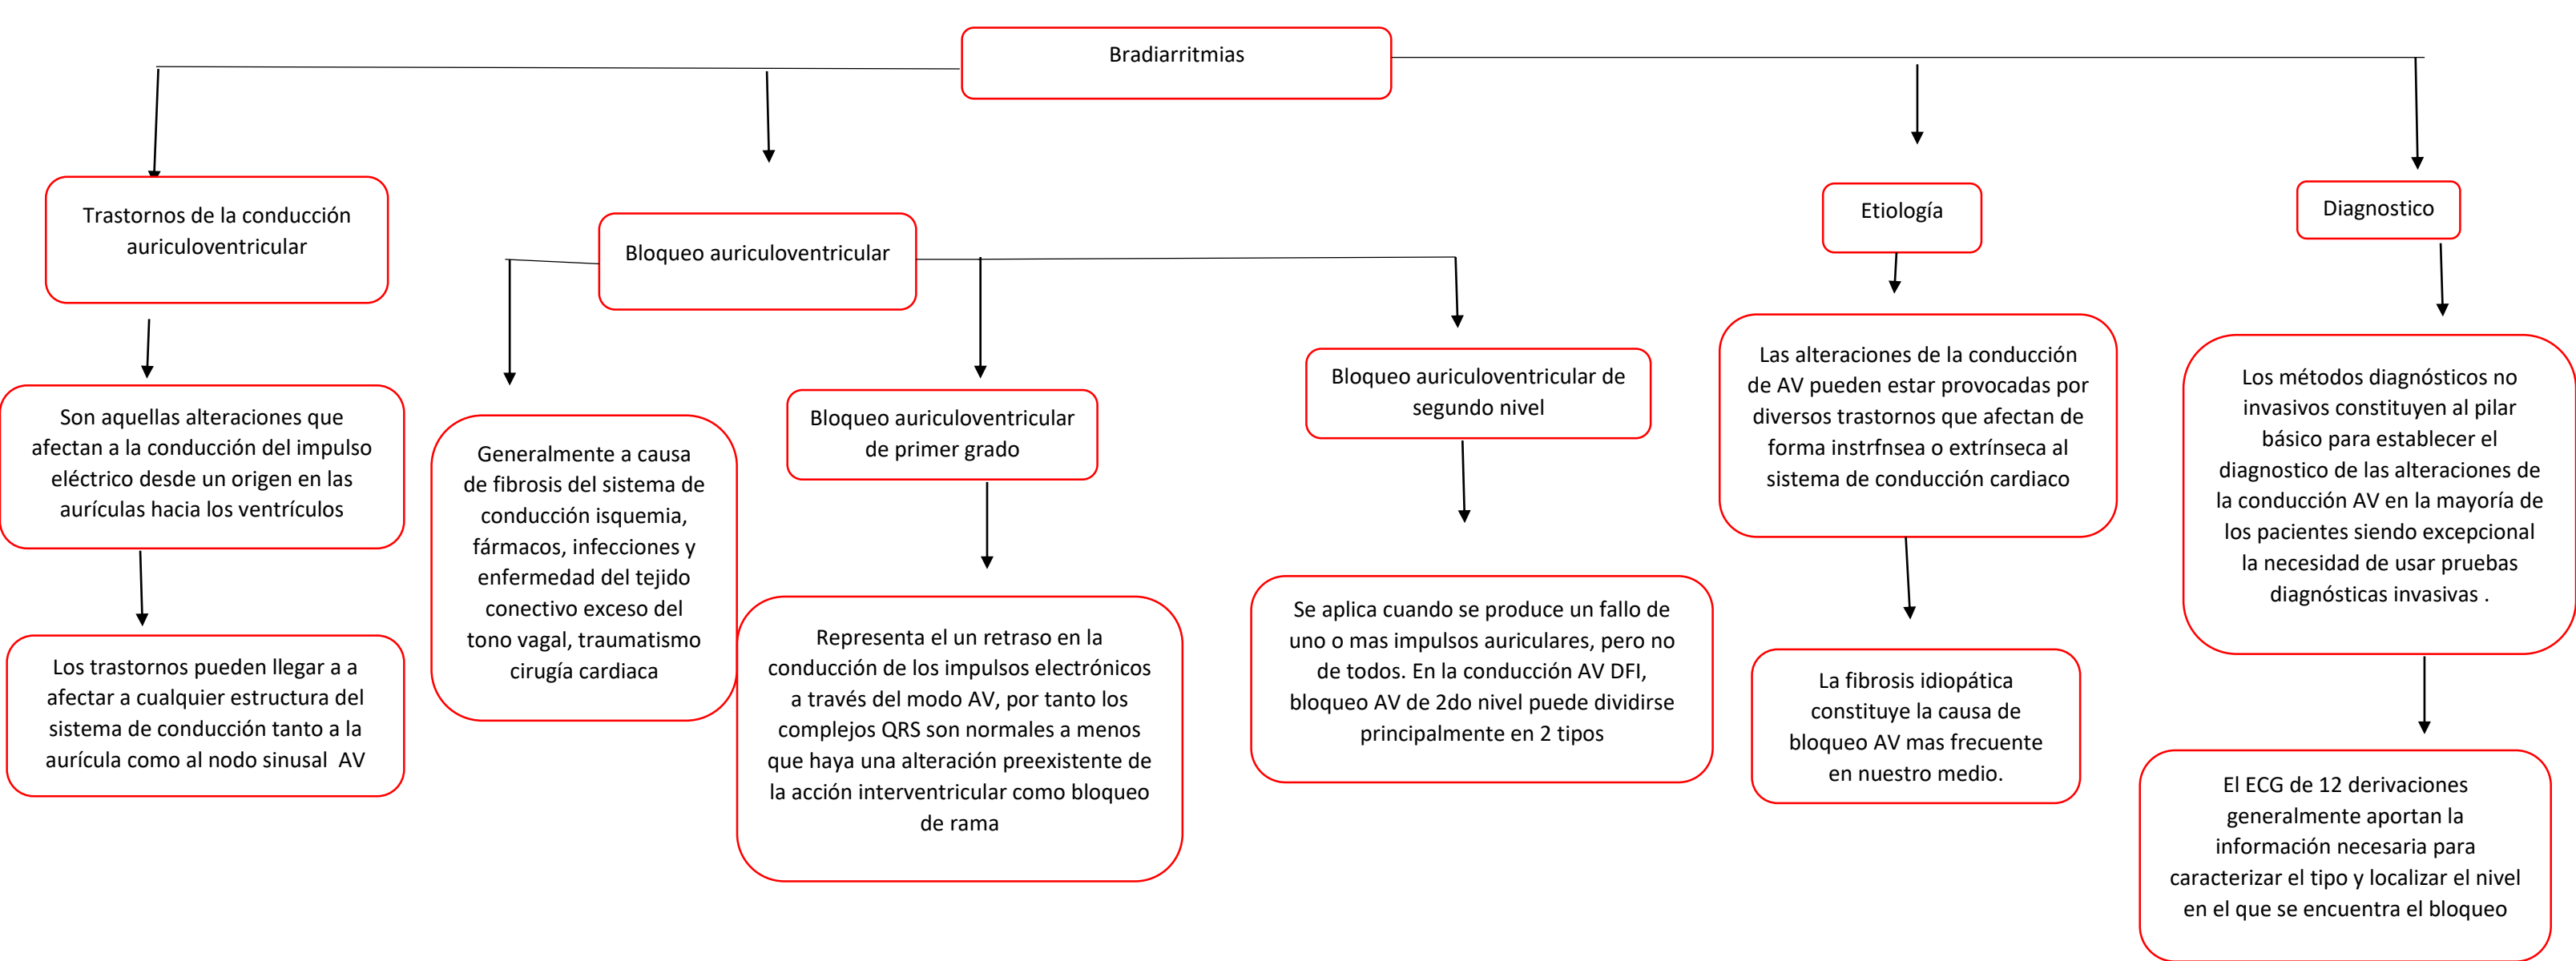 Bradiarritmias
Trastornos de la conducción
auriculoventricular
Son aquellas alteraciones que
afectan a la conducción del impulso
eléctrico desde un origen en las
aurículas hacia los ventrículos
Los trastornos pueden llegar a a
afectar a cualquier estructura del
sistema de conducción tanto a la
aurícula como al nodo sinusal AV
Bloqueo auriculoventricular
Generalmente a causa
de fibrosis del sistema de
conducción isquemia,
fármacos, infecciones y
enfermedad del tejido
conectivo exceso del
tono vagal, traumatismo
cirugía cardiaca
Bloqueo auriculoventricular
de primer grado
Representa el un retraso en la
conducción de los impulsos electrónicos
a través del modo AV, por tanto los
complejos QRS son normales a menos
que haya una alteración preexistente de
la acción interventricular como bloqueo
de rama
Bloqueo auriculoventricular de
segundo nivel
Se aplica cuando se produce un fallo de
uno o mas impulsos auriculares, pero no
de todos. En la conducción AV DFI,
bloqueo AV de 2do nivel puede dividirse
principalmente en 2 tipos
Etiología
Las alteraciones de la conducción
de AV pueden estar provocadas por
diversos trastornos que afectan de
forma instrfnsea o extrínseca al
sistema de conducción cardiaco
La fibrosis idiopática
constituye la causa de
bloqueo AV mas frecuente
en nuestro medio.
Diagnostico
Los métodos diagnósticos no
invasivos constituyen al pilar
básico para establecer el
diagnostico de las alteraciones de
la conducción AV en la mayoría de
los pacientes siendo excepcional
la necesidad de usar pruebas
diagnósticas invasivas .
El ECG de 12 derivaciones
generalmente aportan la
información necesaria para
caracterizar el tipo y localizar el nivel
en el que se encuentra el bloqueo